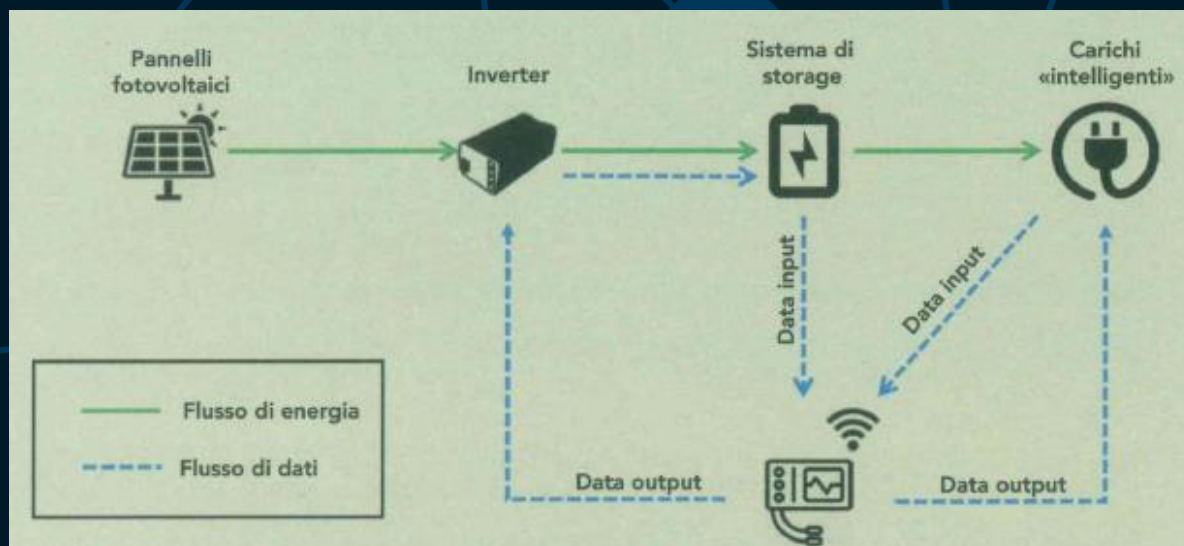 Pannelli
fotovoltaici
Inverter
Sistema di
storage
Carichi
«intelligenti»
Data input
Data input
Flusso di energia
Flusso di dati
Data output
Data output